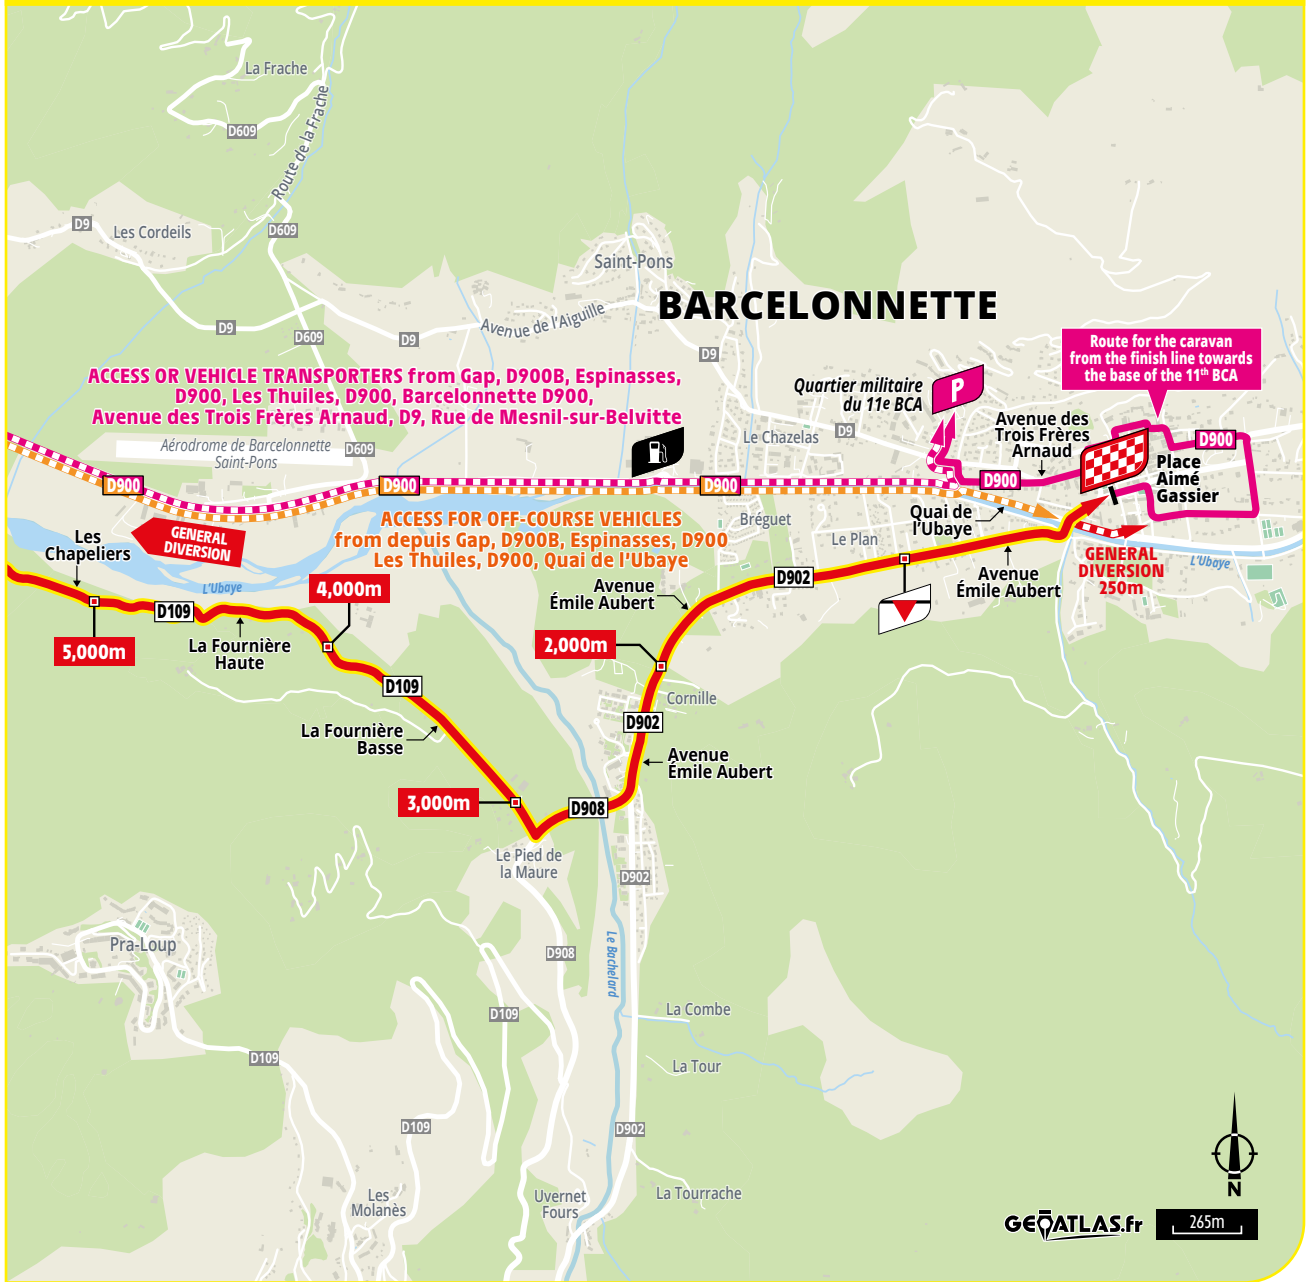 La Frache
D609
Route de la Frache
D9
Les Cordeils
D609
Saint-Pons
BARCELONNETTE
D9
D609
D9
Avenue de l'Aiguille
D9
Route for the caravan
from the finish line towards
the base of the 11th BCA
ACCESS OR VEHICLE TRANSPORTERS from Gap, D900B, Espinasses,
D900, Les Thuiles, D900, Barcelonnette D900,
Avenue des Trois Frères Arnaud, D9, Rue de Mesnil-sur-Belvitte
Quartier militaire
du 11e BCA
P
Avenue des
Trois Frères
Arnaud
Aérodrome de Barcelonnette
Saint-Pons
D609
Le Chazelas
D9
D900
Place
Aimé
Gassier
D900
D900
D900
D900
ACCESS FOR OFF-COURSE VEHICLES
from depuis Gap, D900B, Espinasses, D900
Les Thuiles, D900, Quai de l'Ubaye
Bréguet
Quai de
l'Ubaye
Le Plan
GENERAL
DIVERSION
Les
Chapeliers
GENERAL
DIVERSION
250m
L'Ubaye
L'Ubaye
Avenue
Émile Aubert
D902
Avenue
Émile Aubert
4,000m
D109
5,000m
La Fournière
Haute
2,000m
D109
Cornille
La Fournière
Basse
D902
Avenue
Émile Aubert
3,000m
D908
Le Pied de
la Maure
D902
Pra-Loup
D908
Le Bachelard
D109
La Combe
D109
La Tour
D109
D902
Les
Molanès
Uvernet
Fours
La Tourrache
N
GEOATLAS.fr
265m